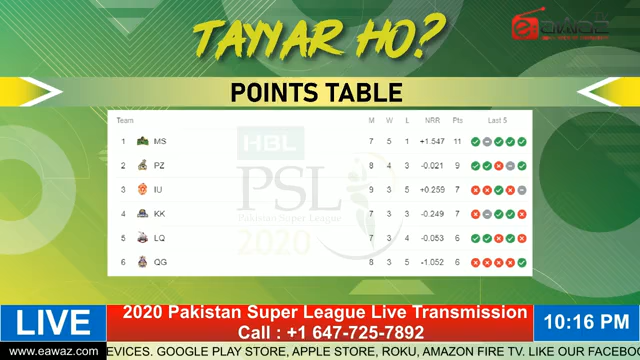 TAYYAR HO?
e-awaz
POINTS TABLE
Team M W L NRR Pts Last 5
1 MS 7 5 1 +1.547 11
2 PZ 8 4 3 -0.021 9
3 IU 9 3 5 +0.259 7
4 KK 7 3 3 -0.249 7
5 LQ 7 3 4 -0.053 6
6 QG 8 3 5 -1.052 6
HBL
PSL
Pakistan Super League
2020
LIVE
2020 Pakistan Super League Live Transmission
Call : +1 647-725-7892
10:16 PM
www.eawaz.com
EVICES. GOOGLE PLAY STORE, APPLE STORE, ROKU, AMAZON FIRE TV. LIKE OUR FACEBO